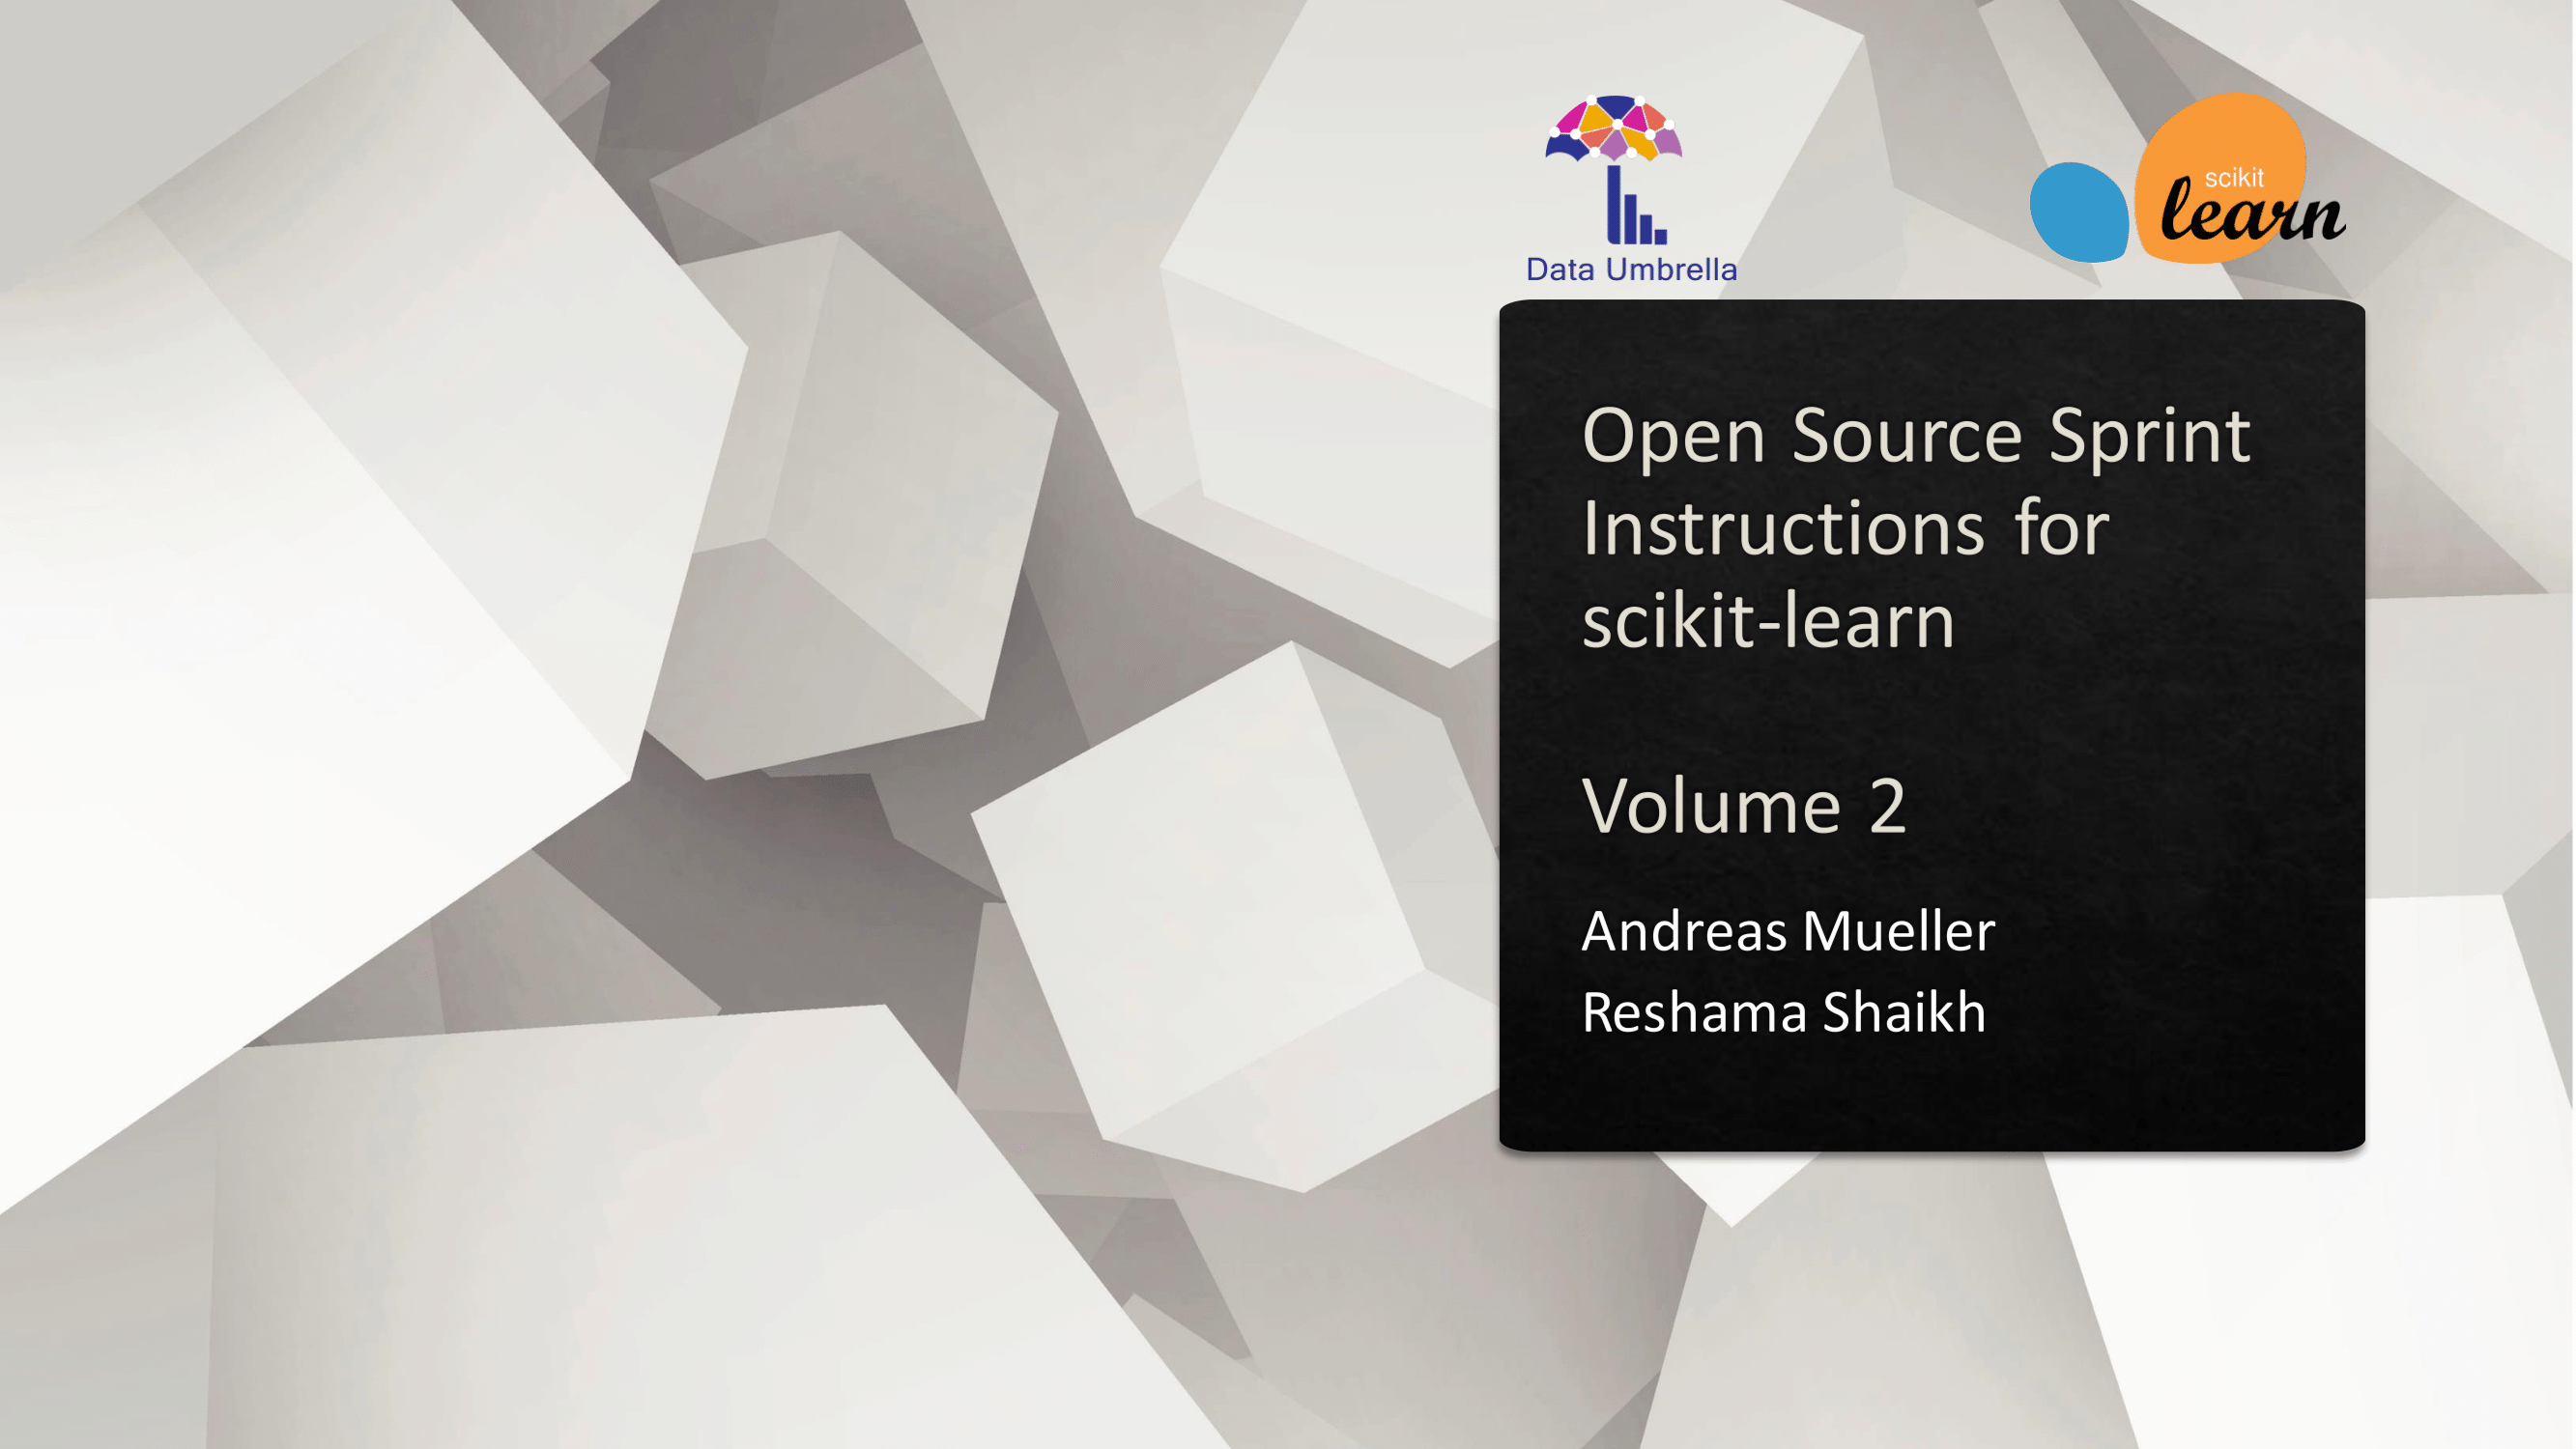 Data Umbrella
scikit
learn
Open Source Sprint
Instructions for
scikit-learn
Volume 2
Andreas Mueller
Reshama Shaikh